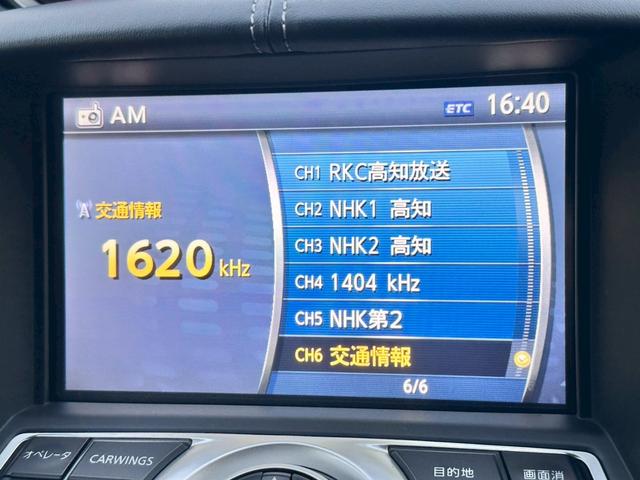 AM
ETC 16:40
交通情報
1620 kHz
CH1 RKC高知放送
CH2 NHK1 高知
CH3 NHK2 高知
CH4 1404 kHz
CH5 NHK第2
CH6 交通情報
6/6
オペレータ
CARWINGS
目的地
画面消